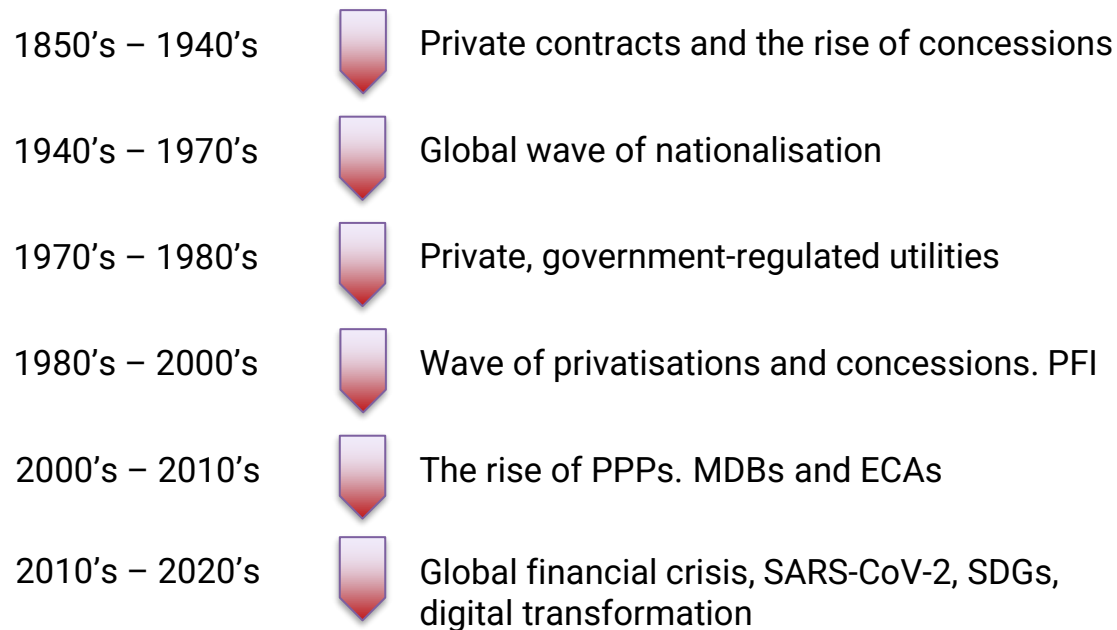 1850’s – 1940’s Private contracts and the rise of concessions
1940’s – 1970’s Global wave of nationalisation
1970’s – 1980’s Private, government-regulated utilities
1980’s – 2000’s Wave of privatisations and concessions. PFI
2000’s – 2010’s The rise of PPPs. MDBs and ECAs
2010’s – 2020’s Global financial crisis, SARS-CoV-2, SDGs,
digital transformation